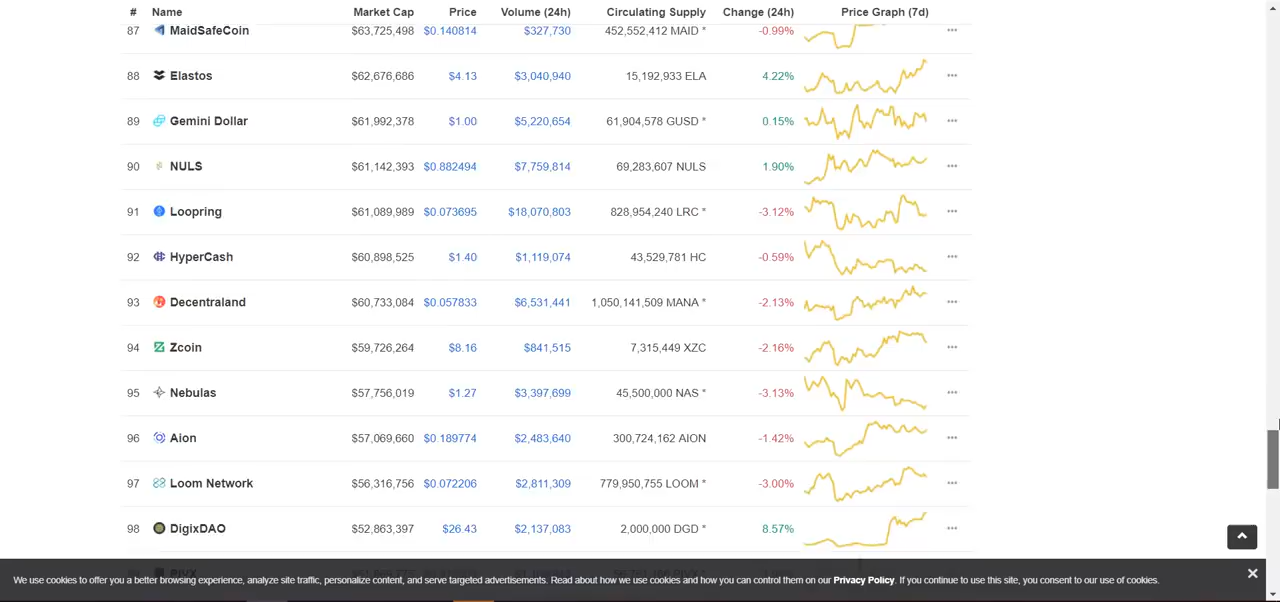 # Name Market Cap Price Volume (24h) Circulating Supply Change (24h) Price Graph (7d)
87 MaidSafeCoin $63,725,498 $0.140814 $327,730 452,552,412 MAID * -0.99%
88 Elastos $62,676,686 $4.13 $3,040,940 15,192,933 ELA 4.22%
89 Gemini Dollar $61,992,378 $1.00 $5,220,654 61,904,578 GUSD * 0.15%
90 NULS $61,142,393 $0.882494 $7,759,814 69,283,607 NULS 1.90%
91 Loopring $61,089,989 $0.073695 $18,070,803 828,954,240 LRC * -3.12%
92 HyperCash $60,898,525 $1.40 $1,119,074 43,529,781 HC -0.59%
93 Decentraland $60,733,084 $0.057833 $6,531,441 1,050,141,509 MANA * -2.13%
94 Zcoin $59,726,264 $8.16 $841,515 7,315,449 XZC -2.16%
95 Nebulas $57,756,019 $1.27 $3,397,699 45,500,000 NAS * -3.13%
96 Aion $57,069,660 $0.189774 $2,483,640 300,724,162 AION -1.42%
97 Loom Network $56,316,756 $0.072206 $2,811,309 779,950,755 LOOM * -3.00%
98 DigixDAO $52,863,397 $26.43 $2,137,083 2,000,000 DGD * 8.57%
PIVX
We use cookies to offer you a better browsing experience, analyze site traffic, personalize content, and serve targeted advertisements. Read about how we use cookies and how you can control them on our Privacy Policy. If you continue to use this site, you consent to our use of cookies.